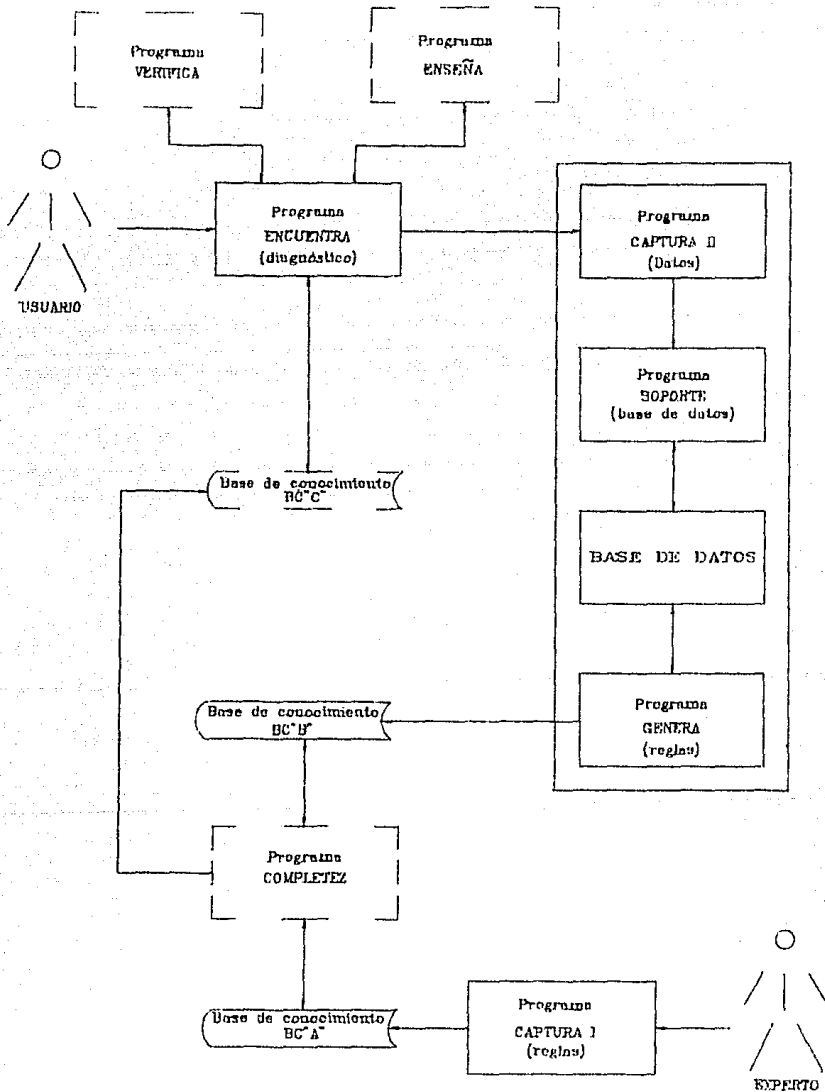 Programa
VERIFICA
Programa
ENSEÑA
USUARIO
Programa
ENCUENTRA
(diagnóstico)
Programa
CAPTURA II
(Datos)
Programa
SOPORTE
(base de datos)
Base de conocimiento
BC"C"
BASE DE DATOS
Base de conocimiento
BC"B"
Programa
GENERA
(reglas)
Programa
COMPLETEZ
Base de conocimiento
BC"A"
Programa
CAPTURA I
(reglas)
EXPERTO